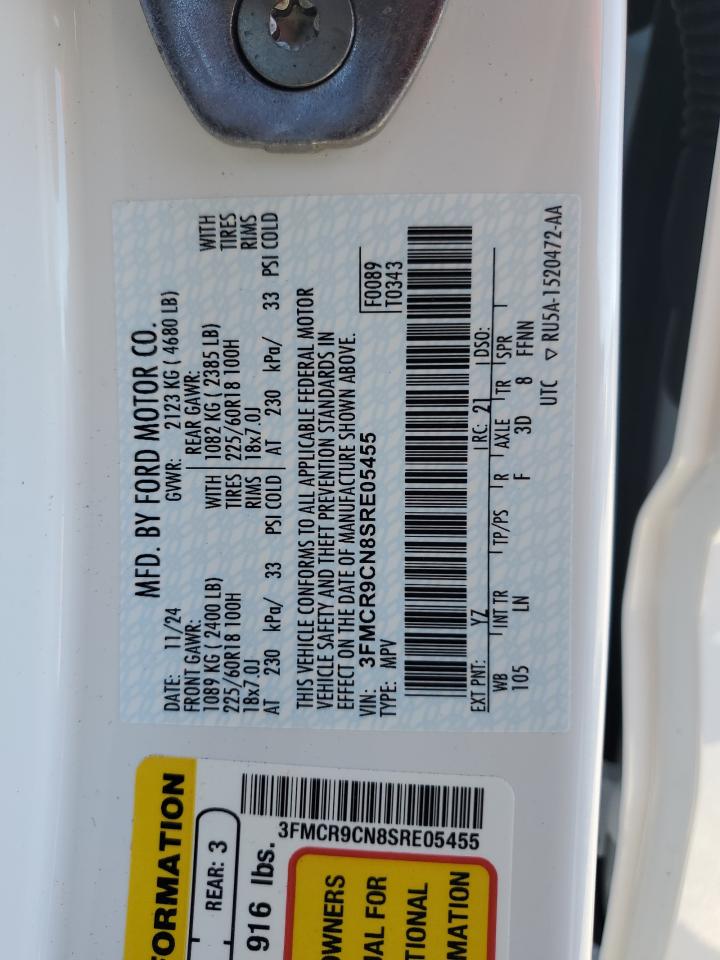 MFD. BY FORD MOTOR CO.
DATE: 11/24 GVWR: 2123 KG ( 4680 LB)
FRONT GAWR: REAR GAWR:
1089 KG ( 2400 LB) WITH 1082 KG ( 2385 LB) WITH
225/60R18 100H TIRES 225/60R18 100H TIRES
18x7.0J RIMS 18x7.0J RIMS
AT 230 kPa/ 33 PSI COLD AT 230 kPa/ 33 PSI COLD
THIS VEHICLE CONFORMS TO ALL APPLICABLE FEDERAL MOTOR
VEHICLE SAFETY AND THEFT PREVENTION STANDARDS IN
EFFECT ON THE DATE OF MANUFACTURE SHOWN ABOVE.
VIN: 3FMCR9CN8SRE05455 F0089
TYPE: MPV T0343
EXT PNT: YZ RC: 21 DSO:
WB INT TR TP/PS R AXLE TR SPR
105 LN F 3D 8 FFNN
UTC ▽ RU5A-1520472-AA
FORMATION
REAR: 3
916 lbs.
3FMCR9CN8SRE05455
OWNERS
UAL FOR
TIONAL
MATION